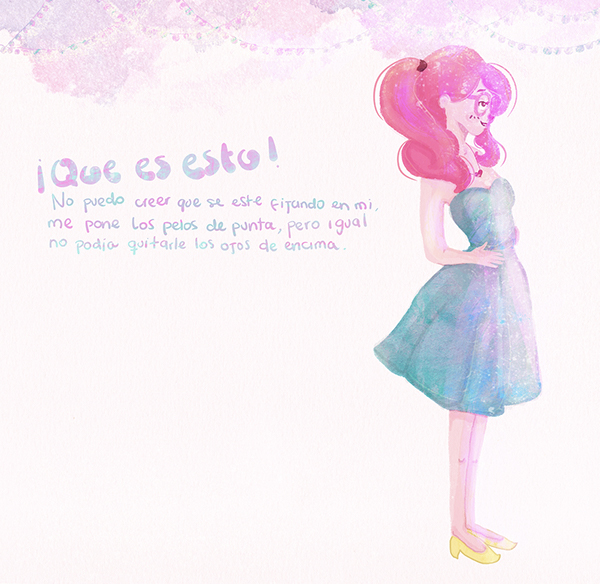 ¡Que es esto!
No puedo creer que se este fijando en mi,
me pone los pelos de punta, pero igual
no podia quitarle los ojos de encima.